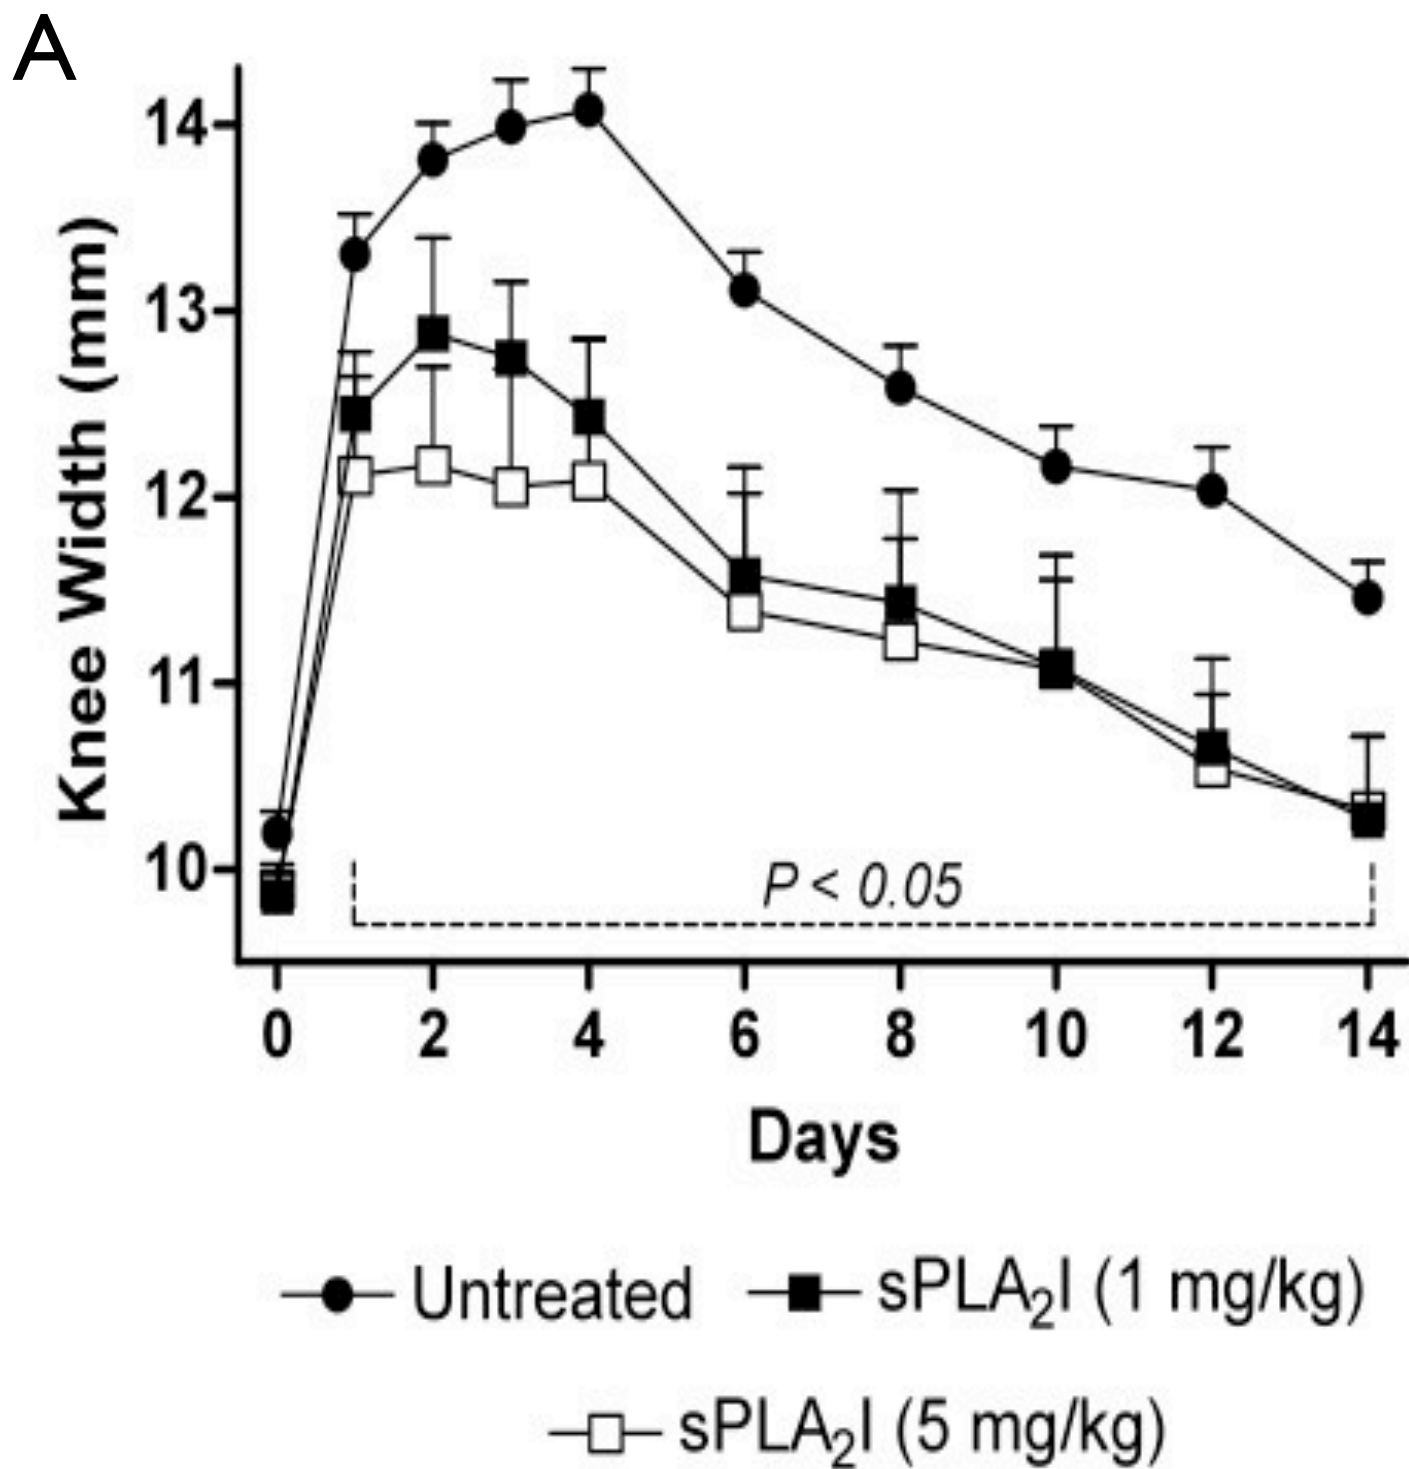 A
14
13
12
11
10
Knee Width (mm)
P < 0.05
0 2 4 6 8 10 12 14
Days
Untreated sPLA₂I (1 mg/kg)
sPLA₂I (5 mg/kg)